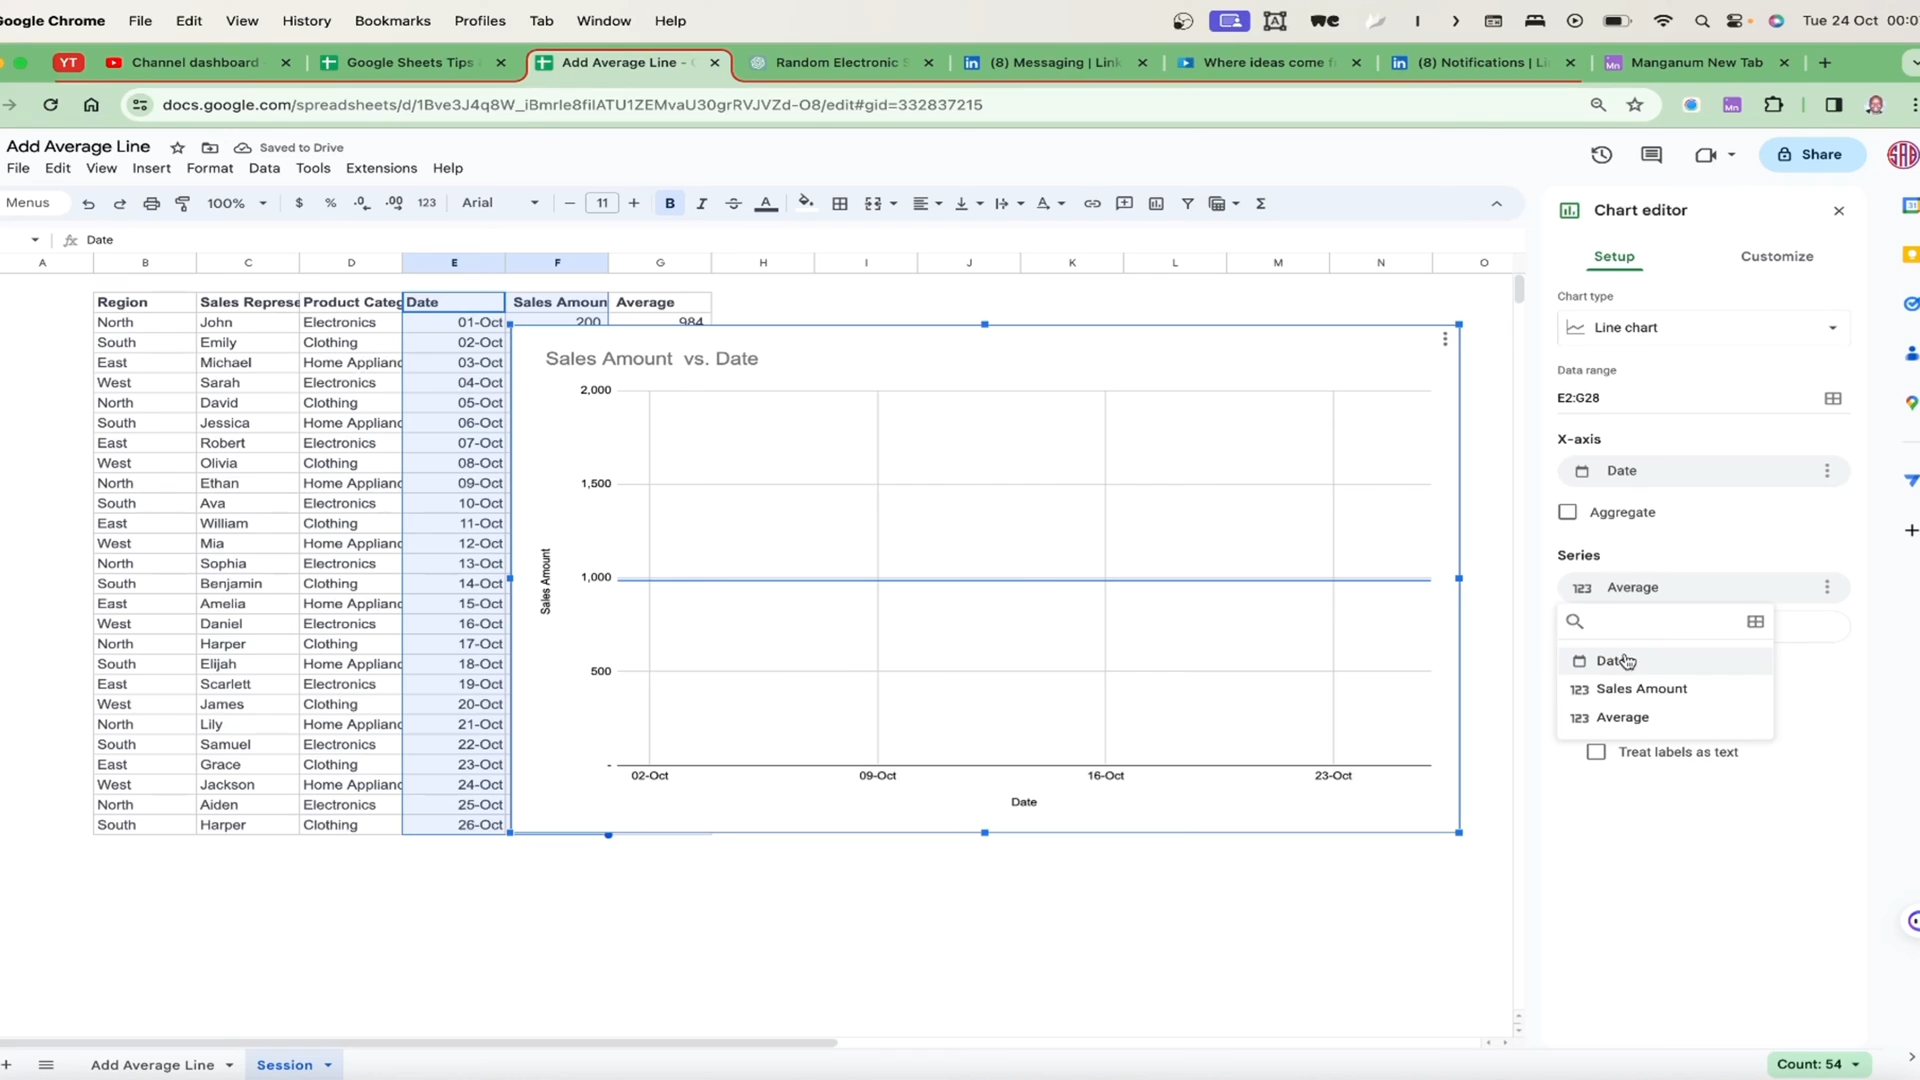 Google Chrome File Edit View History Bookmarks Profiles Tab Window Help Tue 24 Oct 00:0
YT Channel dashboard Google Sheets Tips Add Average Line - Random Electronic S (8) Messaging | Link Where ideas come f (8) Notifications | Li Mn Manganum New Tab
docs.google.com/spreadsheets/d/1Bve3J4q8W_iBmrIe8filATU1ZEMvaU30grRVJVZd-O8/edit#gid=332837215
Add Average Line Saved to Drive
File Edit View Insert Format Data Tools Extensions Help
Share
Menus 100% $ % .0 .00 123 Arial 11 B I A
fx Date
A B C D E F G H I J K L M N O
Region Sales Represe Product Categ Date Sales Amoun Average
North John Electronics 01-Oct 200 984
South Emily Clothing 02-Oct
East Michael Home Applianc 03-Oct
West Sarah Electronics 04-Oct
North David Clothing 05-Oct
South Jessica Home Applianc 06-Oct
East Robert Electronics 07-Oct
West Olivia Clothing 08-Oct
North Ethan Home Applianc 09-Oct
South Ava Electronics 10-Oct
East William Clothing 11-Oct
West Mia Home Applianc 12-Oct
North Sophia Electronics 13-Oct
South Benjamin Clothing 14-Oct
East Amelia Home Applianc 15-Oct
West Daniel Electronics 16-Oct
North Harper Clothing 17-Oct
South Elijah Home Applianc 18-Oct
East Scarlett Electronics 19-Oct
West James Clothing 20-Oct
North Lily Home Applianc 21-Oct
South Samuel Electronics 22-Oct
East Grace Clothing 23-Oct
West Jackson Home Applianc 24-Oct
North Aiden Electronics 25-Oct
South Harper Clothing 26-Oct
Sales Amount vs. Date
2,000
1,500
1,000
500
-
Sales Amount
02-Oct 09-Oct 16-Oct 23-Oct
Date
Chart editor
Setup Customize
Chart type
Line chart
Data range
E2:G28
X-axis
Date
Aggregate
Series
123 Average
Date
123 Sales Amount
123 Average
Treat labels as text
Add Average Line Session Count: 54